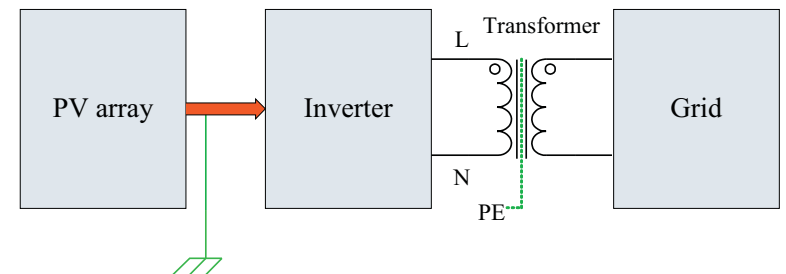 PV array
Inverter
L
Transformer
N
PE
Grid